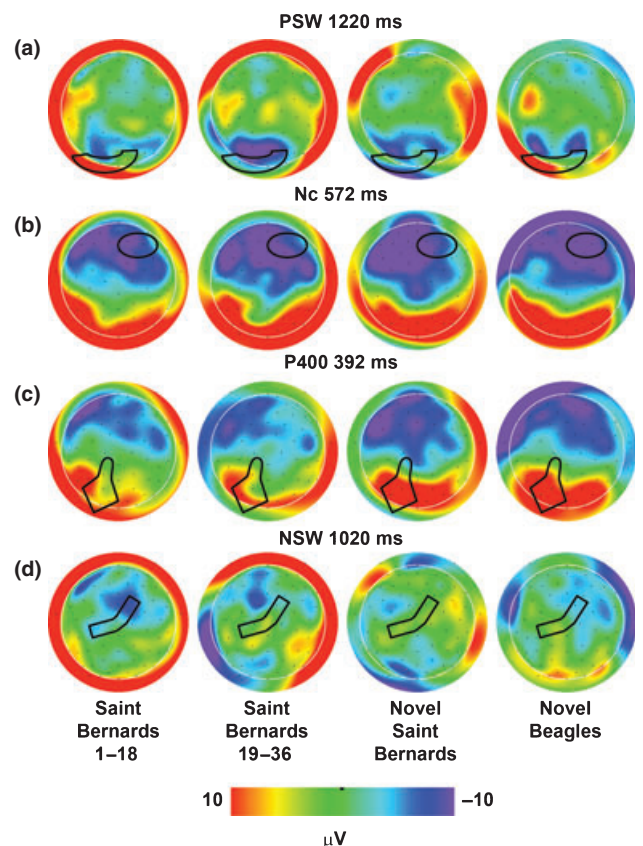 PSW 1220 ms
(a)
Nc 572 ms
(b)
P400 392 ms
(c)
NSW 1020 ms
(d)
Saint
Bernards
1–18
Saint
Bernards
19–36
Novel
Saint
Bernards
Novel
Beagles
10
–10
µV